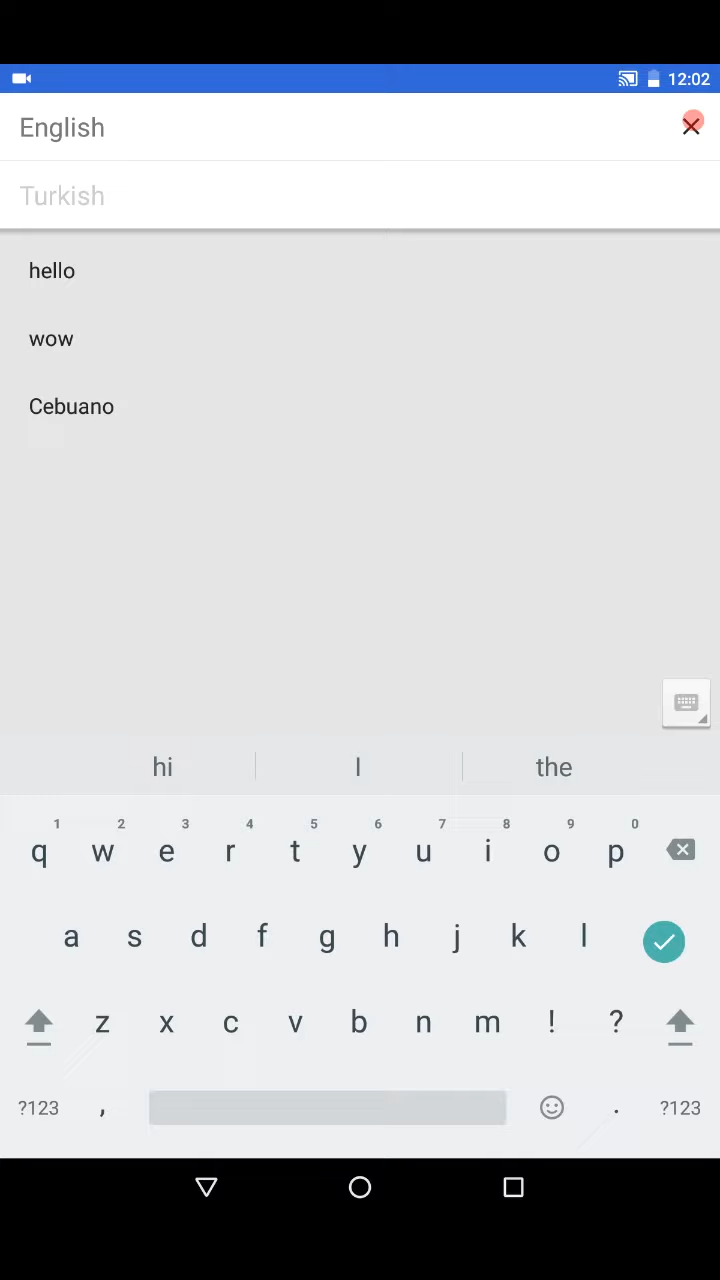 12:02
English
Turkish
hello
wow
Cebuano
hi I the
1 2 3 4 5 6 7 8 9 0
q w e r t y u i o p
a s d f g h j k l
z x c v b n m ! ?
?123 , . ?123